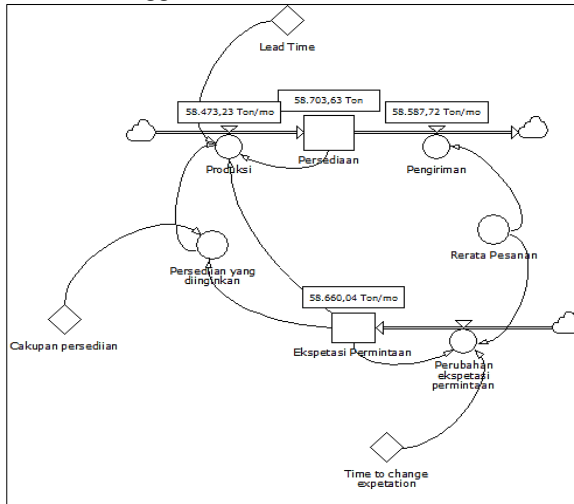 Lead Time
58.473,23 Ton/mo
58.703,63 Ton
58.587,72 Ton/mo
Produksi
Persediaan
Pengiriman
Persediian yang
diinginkan
Rerata Pesanan
58.660,04 Ton/mo
Cakupan persediian
Ekspetasi Permintaan
Perubahan
ekspetasi
permintaan
Time to change
expetation